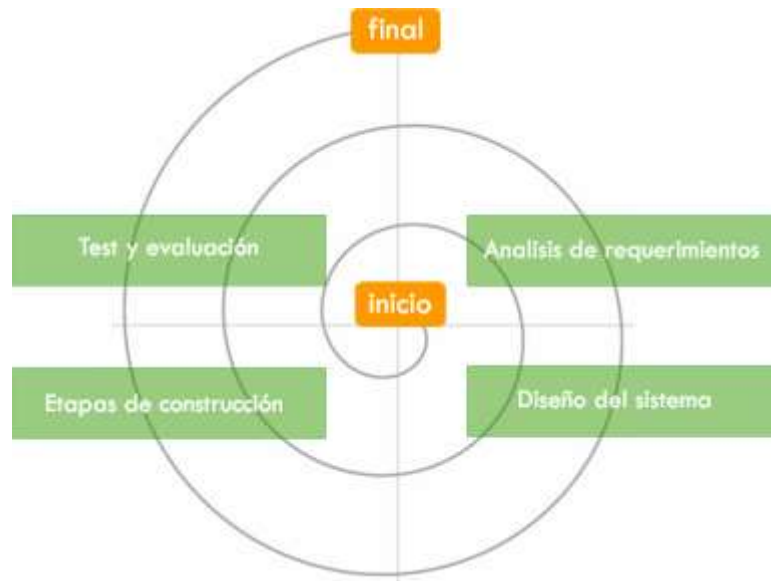 final
Test y evaluación
Analisis de requerimientos
inicio
Etapas de construcción
Diseño del sistema